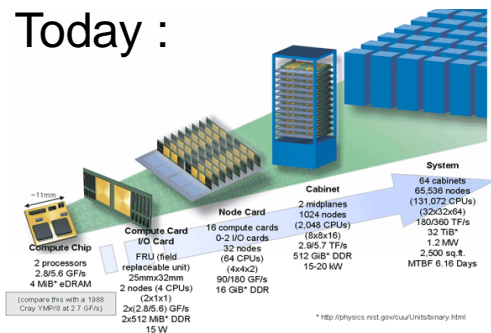 Today :
~11mm
Compute Chip
2 processors
2.8/5.6 GF/s
4 MiB* eDRAM
(compare this with a 1988
Cray YMP/8 at 2.7 GF/s)
Compute Card
I/O Card
FRU (field
replaceable unit)
25mmx32mm
2 nodes (4 CPUs)
(2x1x1)
2x(2.8/5.6) GF/s
2x512 MiB* DDR
15 W
Node Card
16 compute cards
0-2 I/O cards
32 nodes
(64 CPUs)
(4x4x2)
90/180 GF/s
16 GiB* DDR
Cabinet
2 midplanes
1024 nodes
(2,048 CPUs)
(8x8x16)
2.9/5.7 TF/s
512 GiB* DDR
15-20 kW
System
64 cabinets
65,536 nodes
(131,072 CPUs)
(32x32x64)
180/360 TF/s
32 TiB*
1.2 MW
2,500 sq.ft.
MTBF 6.16 Days
* http://physics.nist.gov/cuu/Units/binary.html